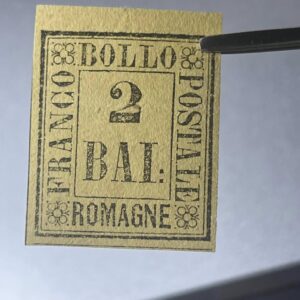 FRANCO
BOLLO
POSTALE
2
BAI:
ROMAGNE